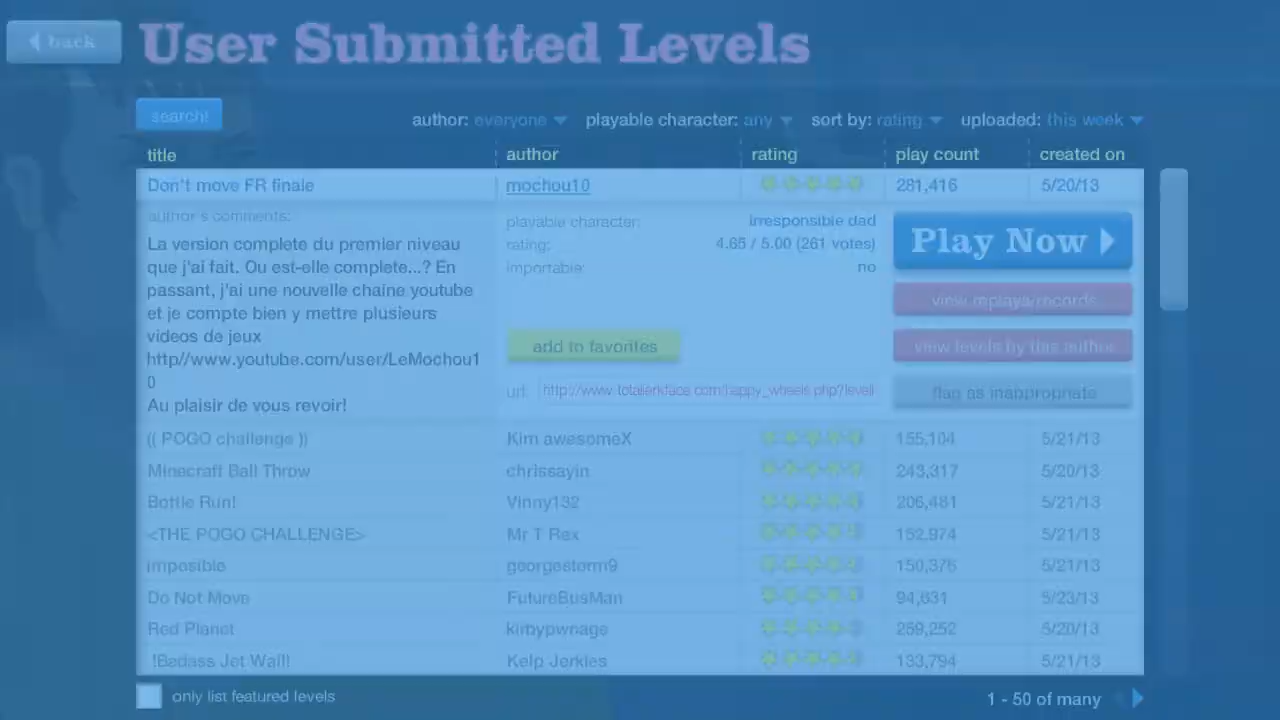 back
User Submitted Levels
search!
author: everyone playable character: any sort by: rating uploaded: this week
title author rating play count created on
Don't move FR finale mochou10 281,416 5/20/13
author's comments:
La version complete du premier niveau
que j'ai fait. Ou est-elle complete...? En
passant, j'ai une nouvelle chaine youtube
et je compte bien y mettre plusieurs
videos de jeux
http//www.youtube.com/user/LeMochou1
0
Au plaisir de vous revoir!
playable character: irresponsible dad
rating: 4.65 / 5.00 (261 votes)
importable: no
add to favorites
url: http://www.totaljerkface.com/happy_wheels.php?leveli
Play Now
view replays/records
view levels by this author
flag as inappropriate
(( POGO challenge )) Kim awesomeX 155,104 5/21/13
Minecraft Ball Throw chrissayin 243,317 5/20/13
Bottle Run! Vinny132 206,481 5/21/13
<THE POGO CHALLENGE> Mr T Rex 152,974 5/21/13
imposible georgestorm9 150,376 5/21/13
Do Not Move FutureBusMan 94,631 5/23/13
Red Planet kirbypwnage 259,252 5/20/13
!Badass Jet Wall! Kelp Jerkies 133,794 5/21/13
only list featured levels
1 - 50 of many